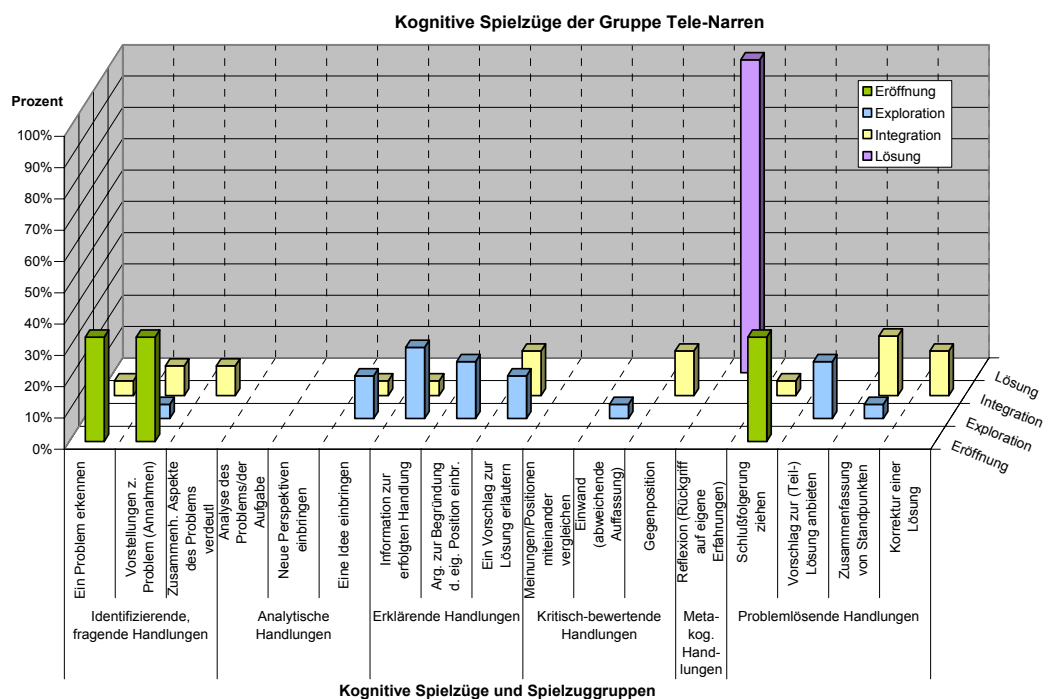 Kognitive Spielzüge der Gruppe Tele-Narren
Prozent
100%
90%
80%
70%
60%
50%
40%
30%
20%
10%
0%
Eröffnung
Exploration
Integration
Lösung
Lösung
Integration
Exploration
Eröffnung
Ein Problem erkennen
Vorstellungen z.
Problem (Annahmen)
Zusammenh. Aspekte
des Problems
verdeutl
Analyse des
Problems/der
Aufgabe
Neue Perspektiven
einbringen
Eine Idee einbringen
Information zur
erfolgten Handlung
Arg. zur Begründung
d. eig. Position einbr.
Ein Vorschlag zur
Lösung erläutern
Meinungen/Positionen
miteinander
vergleichen
Einwand
(abweichende
Auffassung)
Gegenposition
Reflexion (Rückgriff
auf eigene
Erfahrungen)
Schlußfolgerung
ziehen
Vorschlag zur (Teil-)
Lösung anbieten
Zusammenfassung
von Standpunkten
Korrektur einer
Lösung
Identifizierende,
fragende Handlungen
Analytische
Handlungen
Erklärende Handlungen
Kritisch-bewertende
Handlungen
Meta-
kog.
Hand-
lungen
Problemlösende Handlungen
Kognitive Spielzüge und Spielzuggruppen